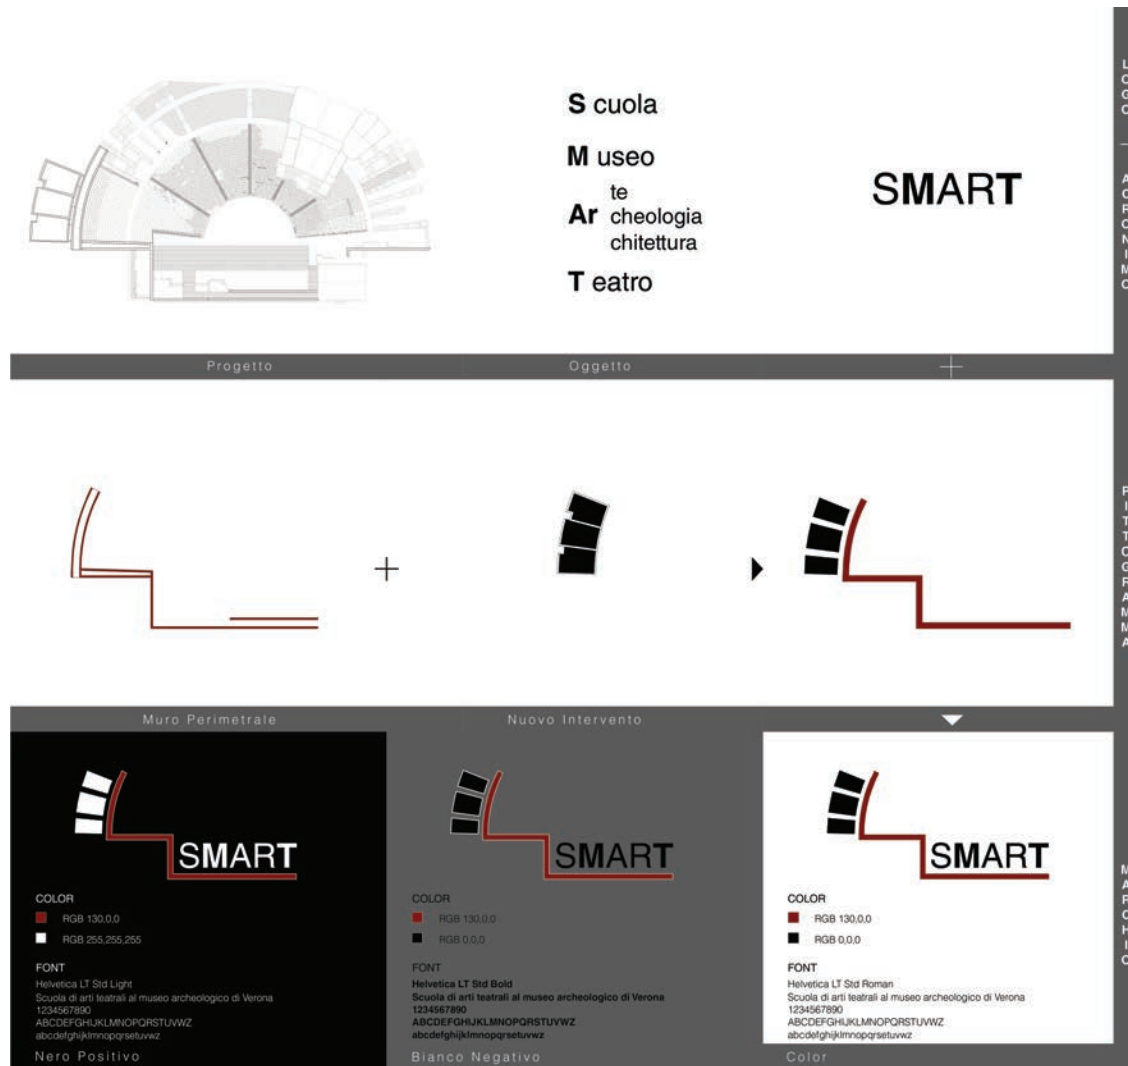 S cuola
M useo
te
Ar cheologia
chitettura
T eatro
SMART
LOGO | ACRONIMO
Progetto
Oggetto
PITTOGRAMMA
Muro Perimetrale
Nuovo Intervento
SMART
COLOR
RGB 130,0,0
RGB 255,255,255
FONT
Helvetica LT Std Light
Scuola di arti teatrali al museo archeologico di Verona
1234567890
ABCDEFGHIJKLMNOPQRSTUVWZ
abcdefghijklmnopqrsetuvwz
Nero Positivo
SMART
COLOR
RGB 130,0,0
RGB 0,0,0
FONT
Helvetica LT Std Bold
Scuola di arti teatrali al museo archeologico di Verona
1234567890
ABCDEFGHIJKLMNOPQRSTUVWZ
abcdefghijklmnopqrsetuvwz
Bianco Negativo
SMART
COLOR
RGB 130,0,0
RGB 0,0,0
FONT
Helvetica LT Std Roman
Scuola di arti teatrali al museo archeologico di Verona
1234567890
ABCDEFGHIJKLMNOPQRSTUVWZ
abcdefghijklmnopqrsetuvwz
Color
MARCHIO